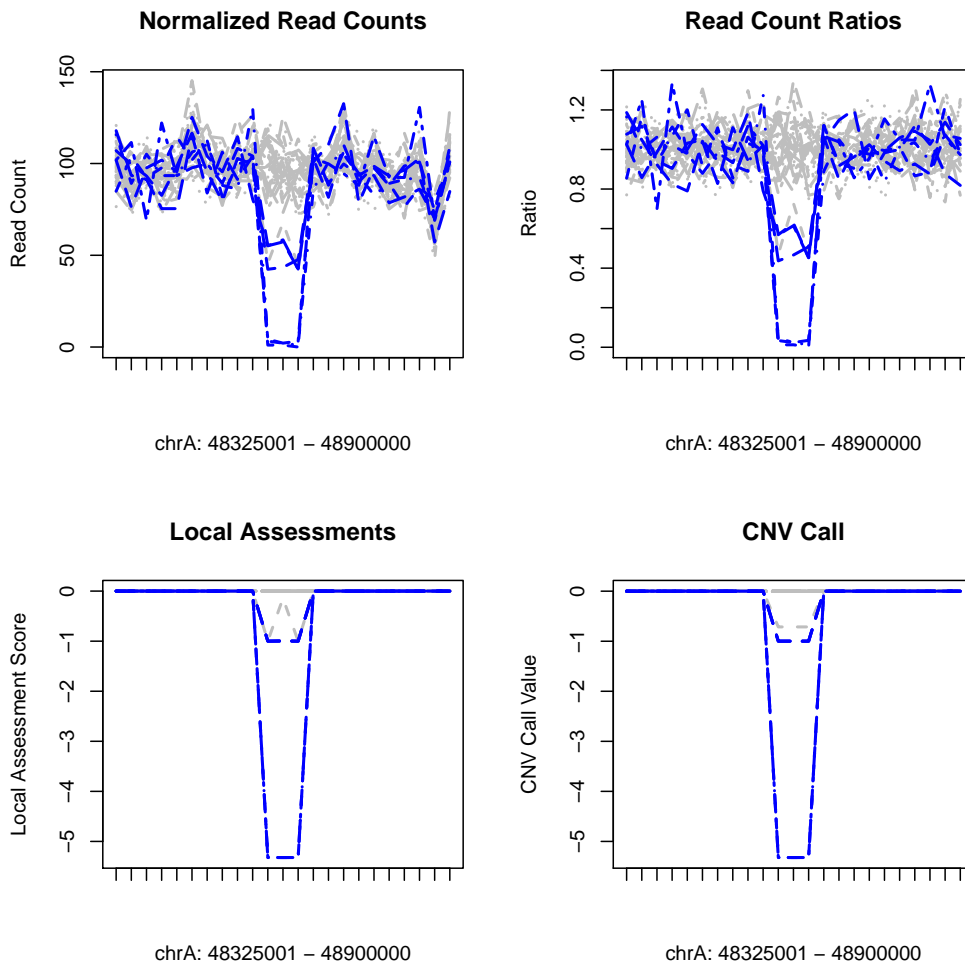 Normalized Read Counts
Read Count
150
100
50
0
chrA: 48325001 – 48900000
Read Count Ratios
Ratio
1.2
0.8
0.4
0.0
chrA: 48325001 – 48900000
Local Assessments
Local Assessment Score
0
−1
−2
−3
−4
−5
chrA: 48325001 – 48900000
CNV Call
CNV Call Value
0
−1
−2
−3
−4
−5
chrA: 48325001 – 48900000